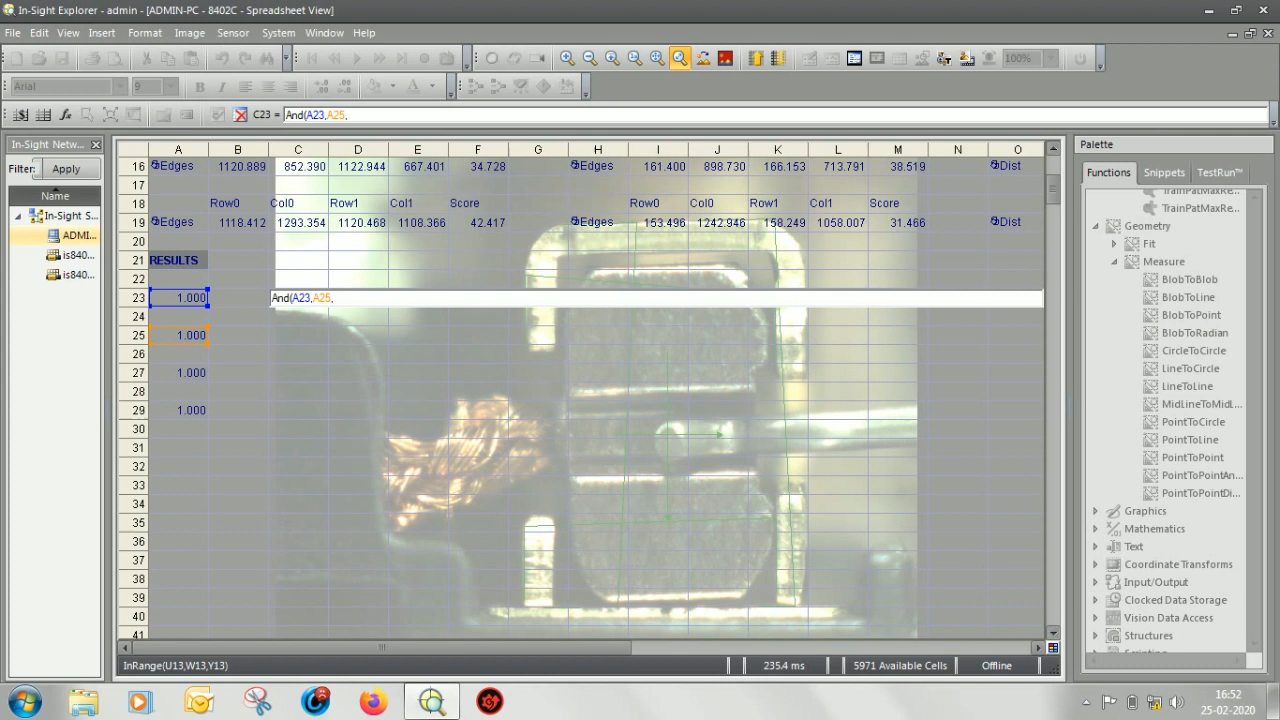 In-Sight Explorer - admin - [ADMIN-PC - 8402C - Spreadsheet View]
File Edit View Insert Format Image Sensor System Window Help
100%
Arial 9
C23 = And(A23,A25,
In-Sight Netw...
Filter: Apply
Name
In-Sight S...
ADMI...
is840...
is840...
A B C D E F G H I J K L M N O
16 Edges 1120.889 852.390 1122.944 667.401 34.728 Edges 161.400 898.730 166.153 713.791 38.519 Dist
17
18 Row0 Col0 Row1 Col1 Score Row0 Col0 Row1 Col1 Score
19 Edges 1118.412 1293.354 1120.468 1108.366 42.417 Edges 153.496 1242.946 158.249 1058.007 31.466 Dist
20
21 RESULTS
22
23 1.000 And(A23,A25,
24
25 1.000
26
27 1.000
28
29 1.000
30
31
32
33
34
35
36
37
38
39
40
41
InRange(U13,W13,Y13) 235.4 ms 5971 Available Cells Offline
Palette
Functions Snippets TestRun™
TrainPatMaxRe...
TrainPatMaxRe...
Geometry
Fit
Measure
BlobToBlob
BlobToLine
BlobToPoint
BlobToRadian
CircleToCircle
LineToCircle
LineToLine
MidLineToMidL...
PointToCircle
PointToLine
PointToPoint
PointToPointAn...
PointToPointDi...
Graphics
Mathematics
Text
Coordinate Transforms
Input/Output
Clocked Data Storage
Vision Data Access
Structures
16:52
25-02-2020